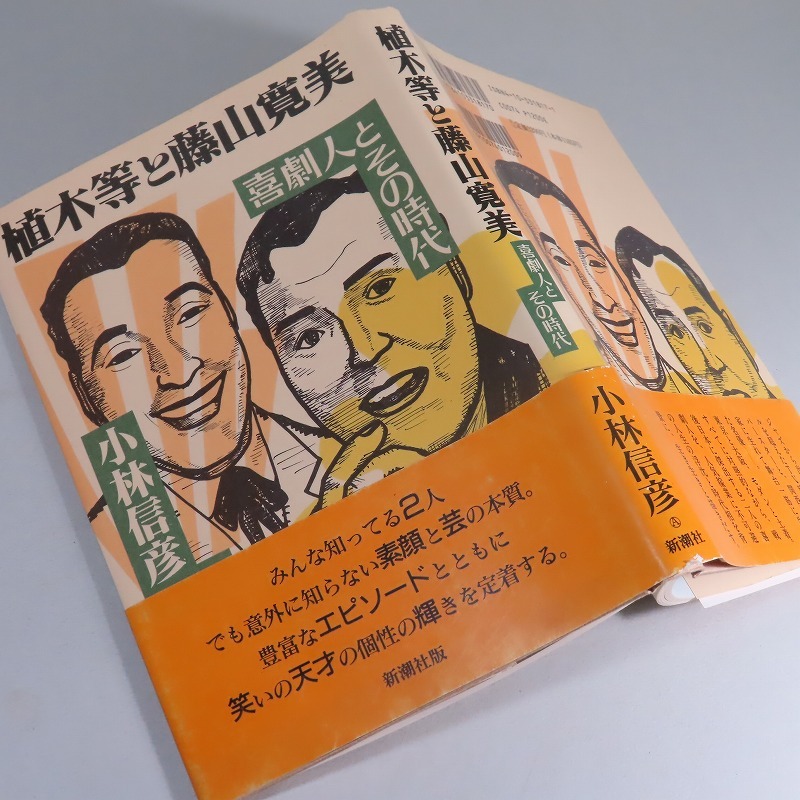 植木等と藤山寛美
喜劇人とその時代
小林信彦
みんな知ってる2人
でも意外に知らない素顔と芸の本質。
豊富なエピソードとともに
笑いの天才の個性の輝きを定着する。
新潮社版
植木等と藤山寛美
喜劇人とその時代
小林信彦
新潮社